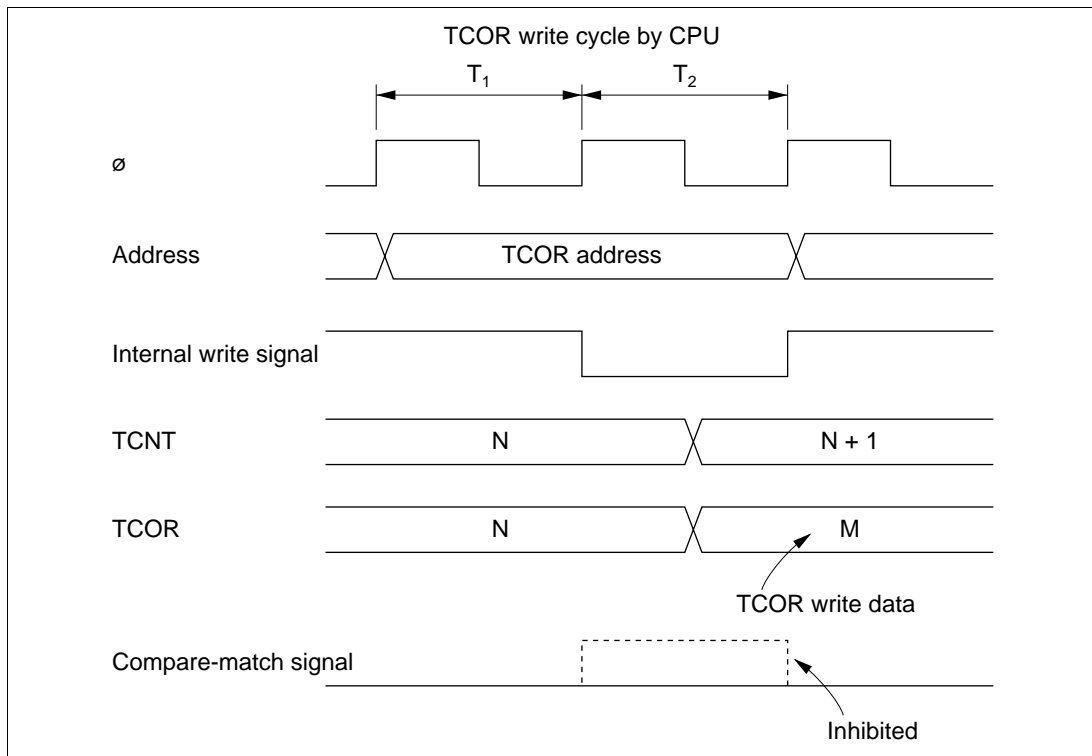 TCOR write cycle by CPU
T1 T2
ø
Address TCOR address
Internal write signal
TCNT N N + 1
TCOR N M
TCOR write data
Compare-match signal
Inhibited